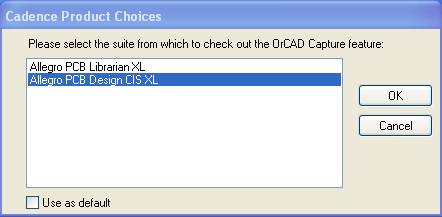 Cadence Product Choices
Please select the suite from which to check out the OrCAD Capture feature:
Allegro PCB Librarian XL
Allegro PCB Design CIS XL
OK
Cancel
Use as default